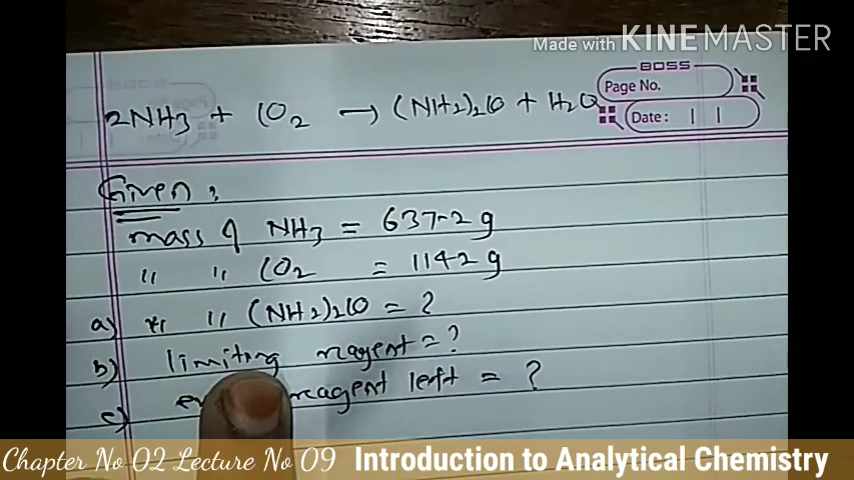 Made with KINEMASTER
BOSS
Page No.
Date: | |
2NH3 + CO2 → (NH2)2CO + H2O
Given:
mass of NH3 = 637.2 g
" " CO2 = 1142 g
a) " " (NH2)2CO = ?
b) limiting reagent = ?
c) reagent left = ?
Chapter No 02 Lecture No 09 Introduction to Analytical Chemistry